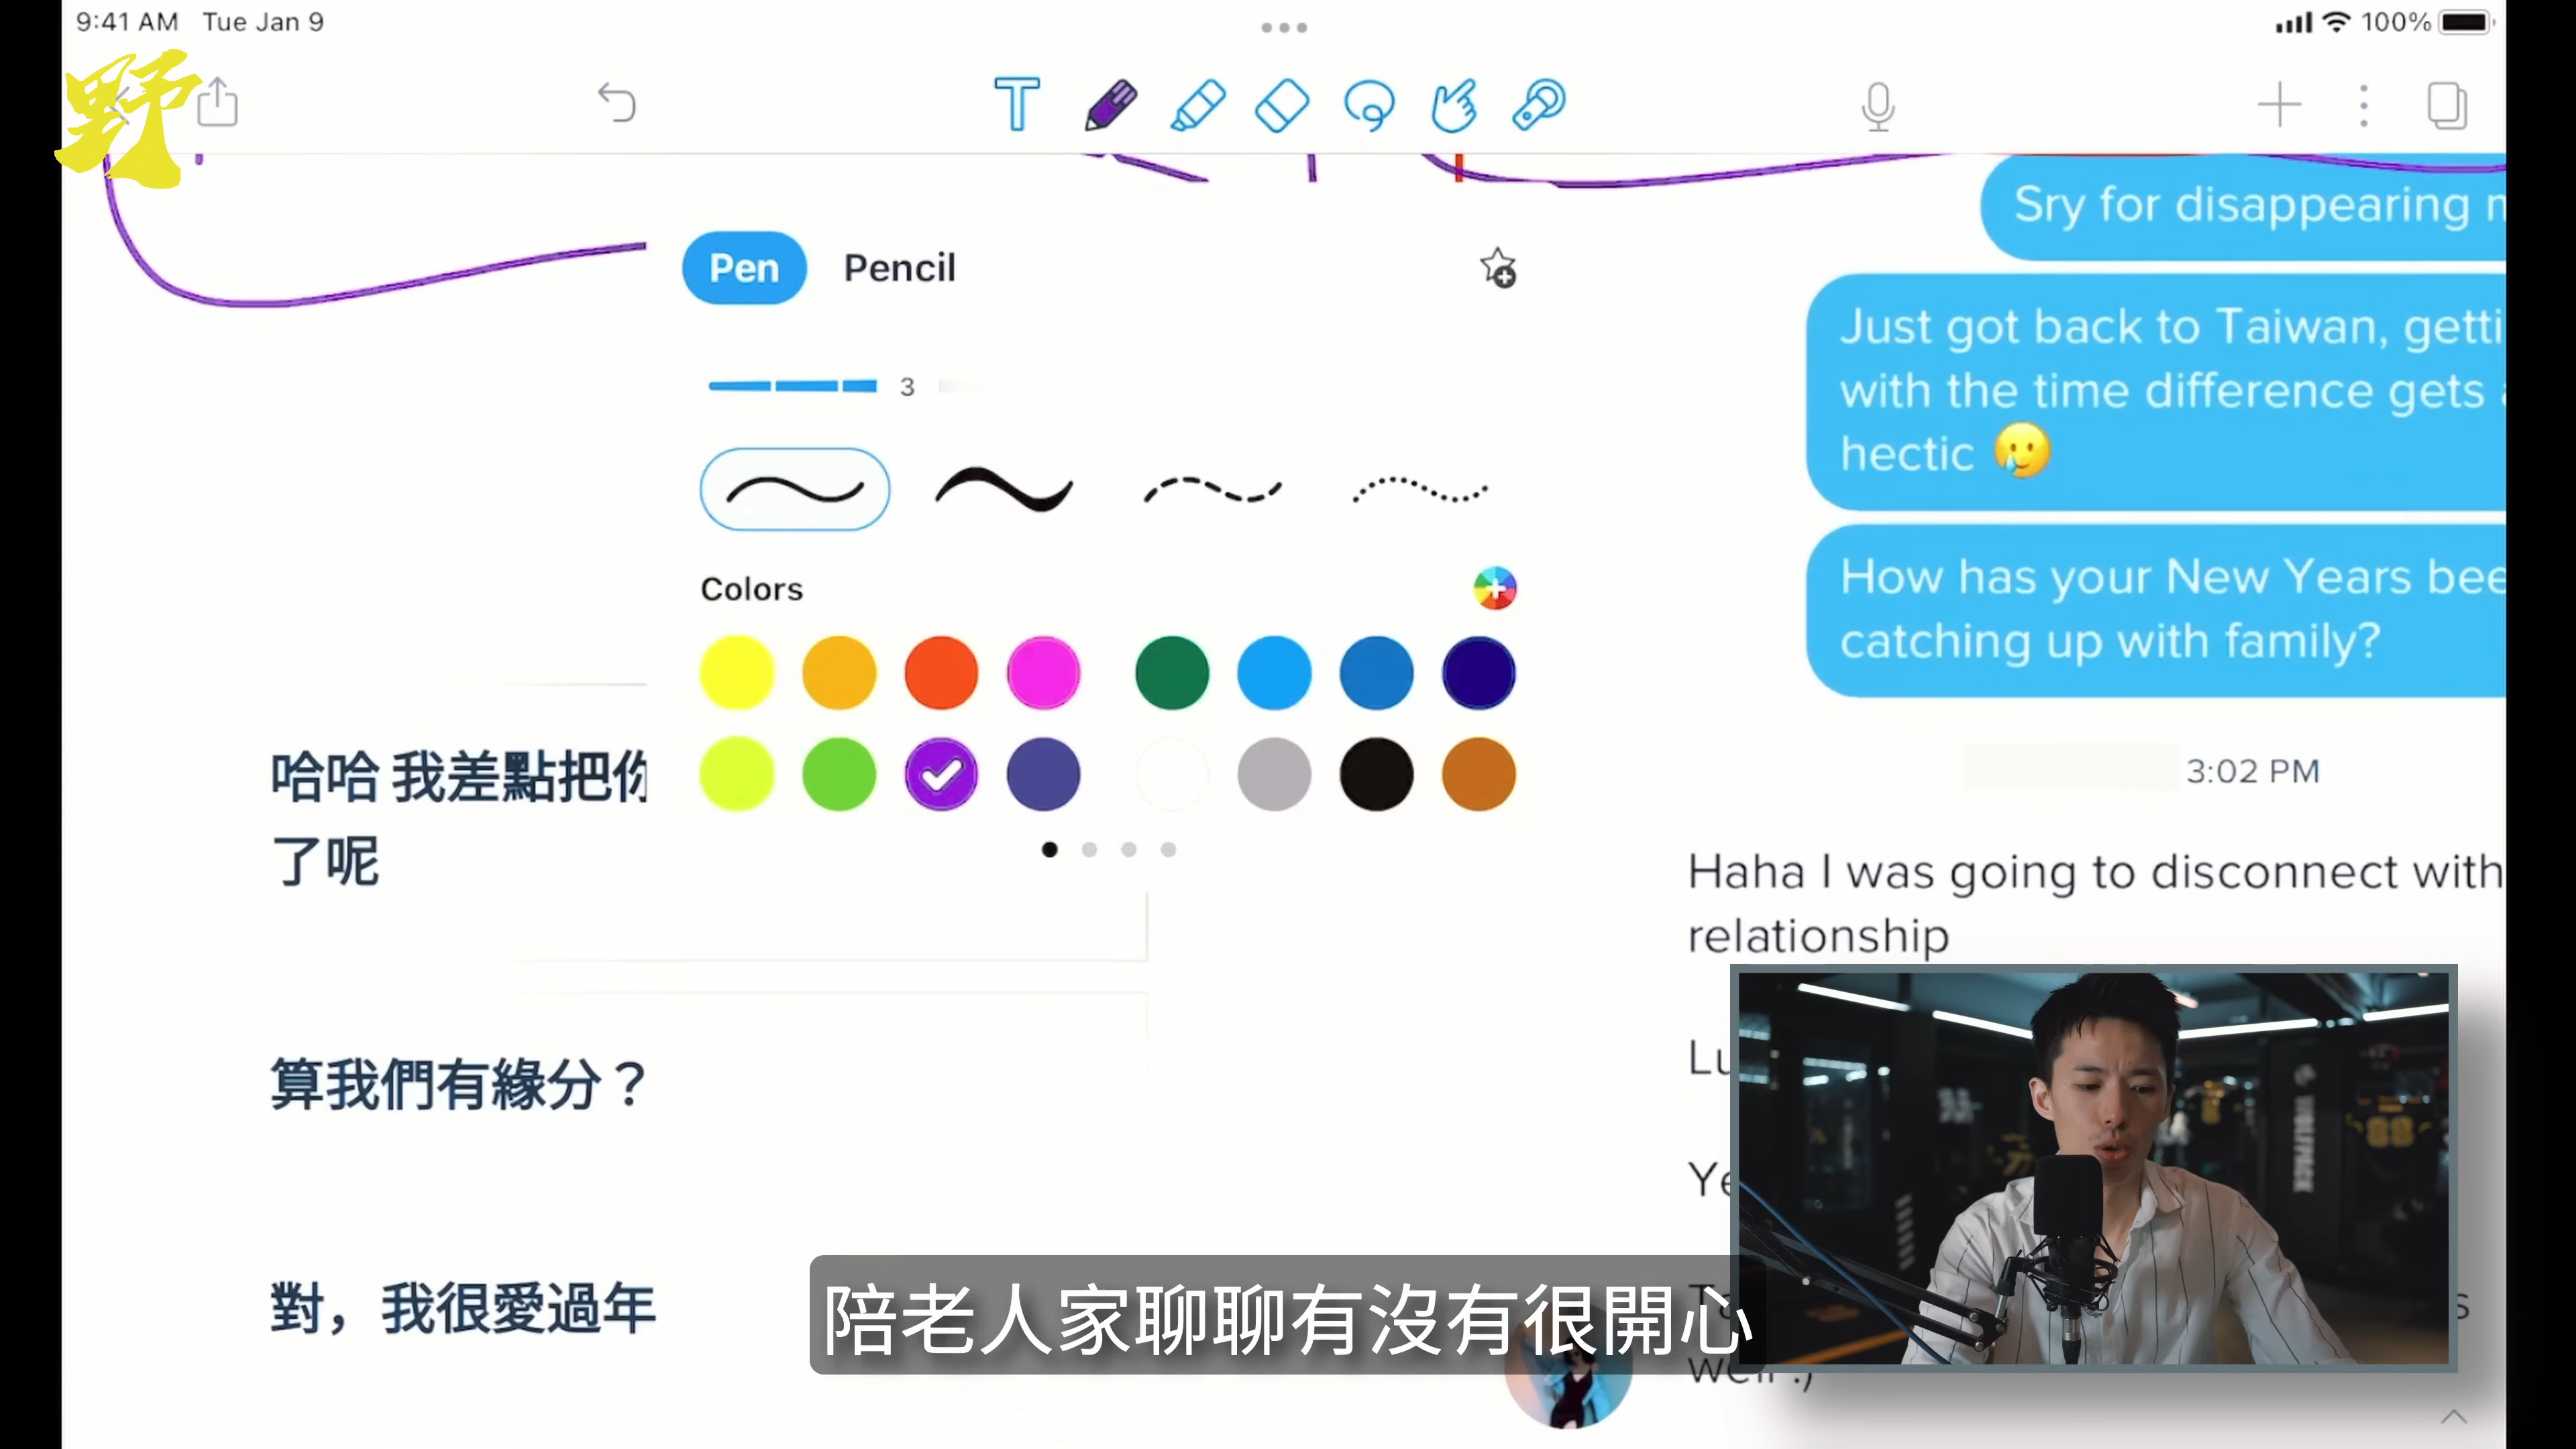 9:41 AM Tue Jan 9
100%
野
T
Sry for disappearing
Pen Pencil
Just got back to Taiwan,
3
with the time difference gets
hectic 🥲
Colors
How has your New Years
catching up with family?
哈哈 我差點把你
3:02 PM
了呢
Haha I was going to disconnect with
relationship
算我們有緣分？
對，我很愛過年
陪老人家聊聊有沒有很開心